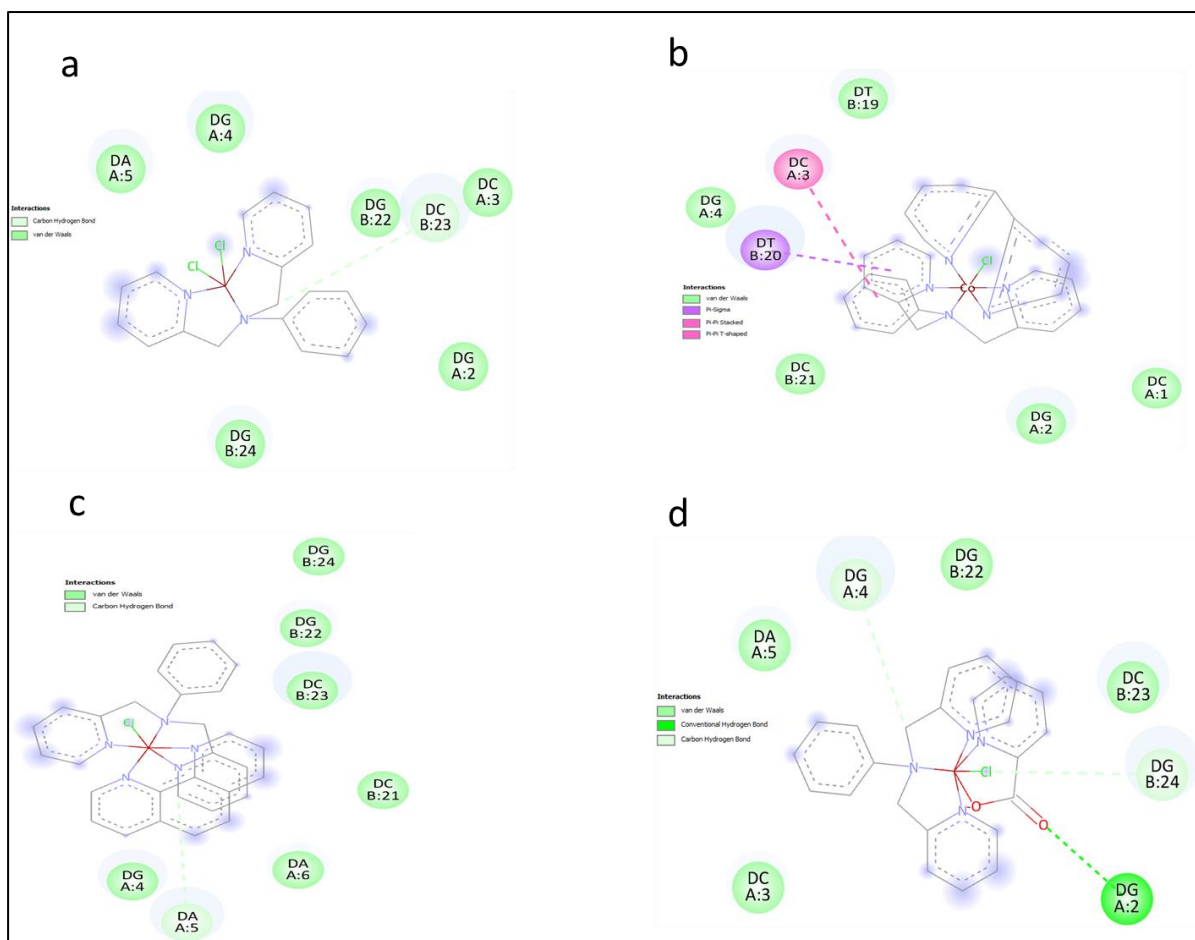 a
DG
A:4
DA
A:5
DC
A:3
DG
B:22
DC
B:23
Interactions
Carbon Hydrogen Bond
van der Waals
Cl
Cl
N
N
N
DG
A:2
DG
B:24
b
DT
B:19
DC
A:3
DG
A:4
DT
B:20
N
Cl
N
Co
N
N
N
Interactions
van der Waals
Pi-Sigma
Pi-Pi Stacked
Pi-Pi T-shaped
DC
B:21
DC
A:1
DG
A:2
c
DG
B:24
Interactions
van der Waals
Carbon Hydrogen Bond
DG
B:22
DC
B:23
Cl
N
N
N
N
N
DC
B:21
DG
A:4
DA
A:6
DA
A:5
d
DG
B:22
DG
A:4
DA
A:5
DC
B:23
Interactions
van der Waals
Conventional Hydrogen Bond
Carbon Hydrogen Bond
N
N
N
Cl
DG
B:24
O
N
O
DC
A:3
DG
A:2